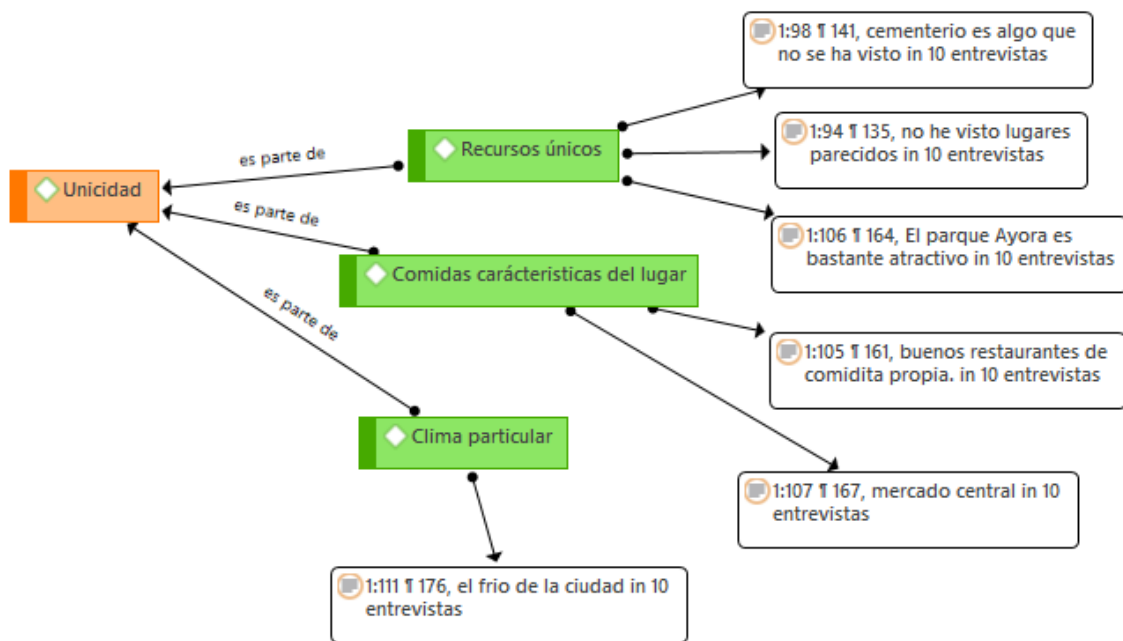 1:98 ¶ 141, cementerio es algo que
no se ha visto in 10 entrevistas
es parte de
Recursos únicos
1:94 ¶ 135, no he visto lugares
parecidos in 10 entrevistas
Unicidad
es parte de
1:106 ¶ 164, El parque Ayora es
bastante atractivo in 10 entrevistas
Comidas carácteristicas del lugar
es parte de
1:105 ¶ 161, buenos restaurantes de
comidita propia. in 10 entrevistas
Clima particular
1:107 ¶ 167, mercado central in 10
entrevistas
1:111 ¶ 176, el frio de la ciudad in 10
entrevistas